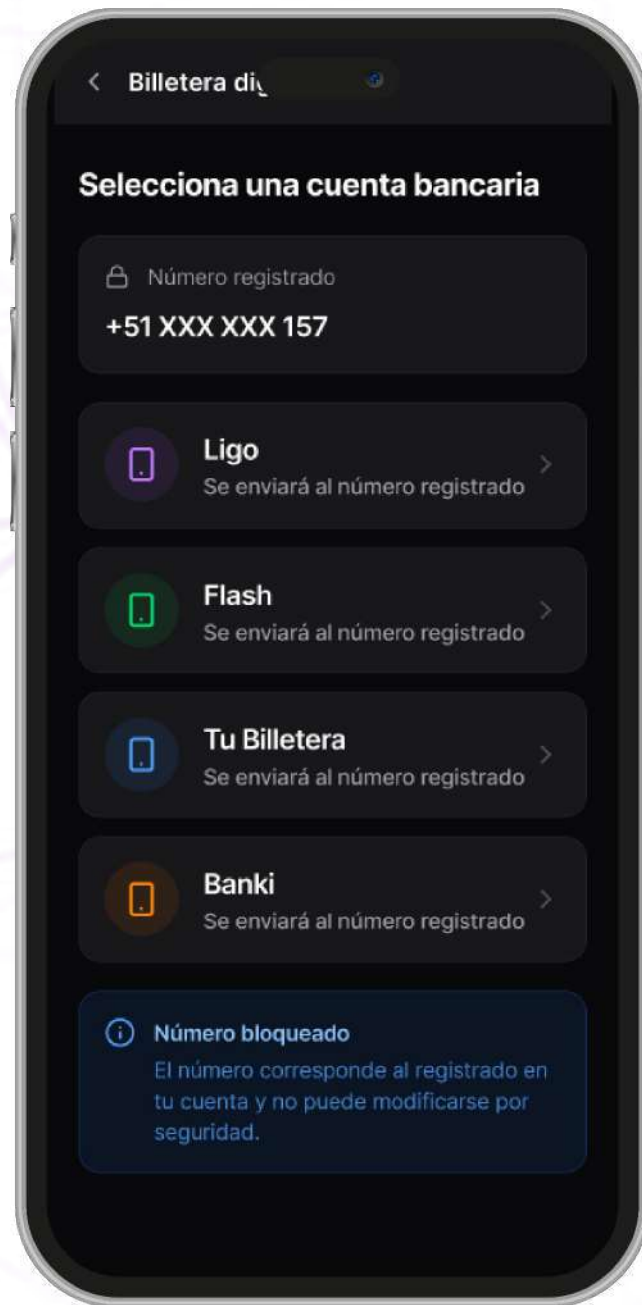 Billetera
Selecciona una cuenta bancaria
Número registrado
+51 XXX XXX 157
Ligo
Se enviará al número registrado
Flash
Se enviará al número registrado
Tu Billetera
Se enviará al número registrado
Banki
Se enviará al número registrado
Número bloqueado
El número corresponde al registrado en
tu cuenta y no puede modificarse por
seguridad.